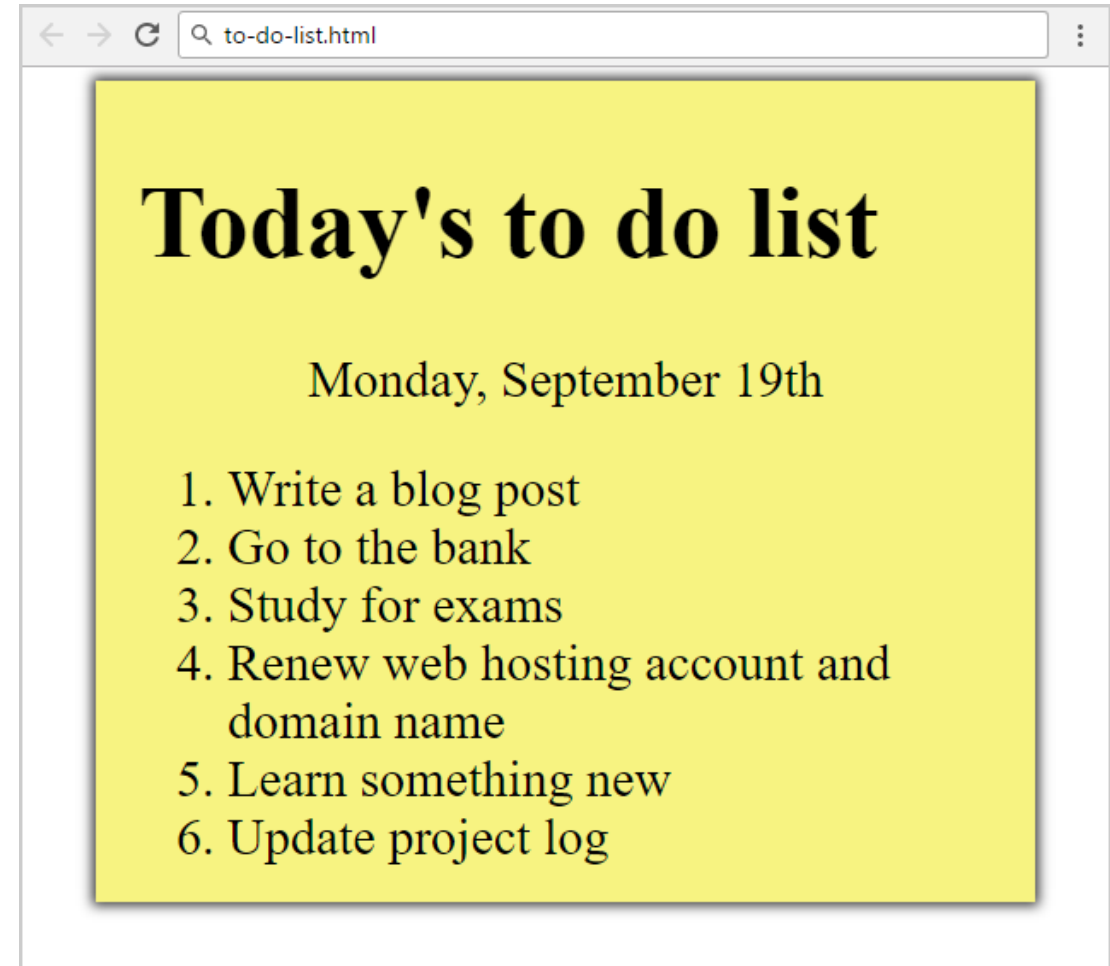 to-do-list.html
Today's to do list
Monday, September 19th
1. Write a blog post
2. Go to the bank
3. Study for exams
4. Renew web hosting account and
domain name
5. Learn something new
6. Update project log